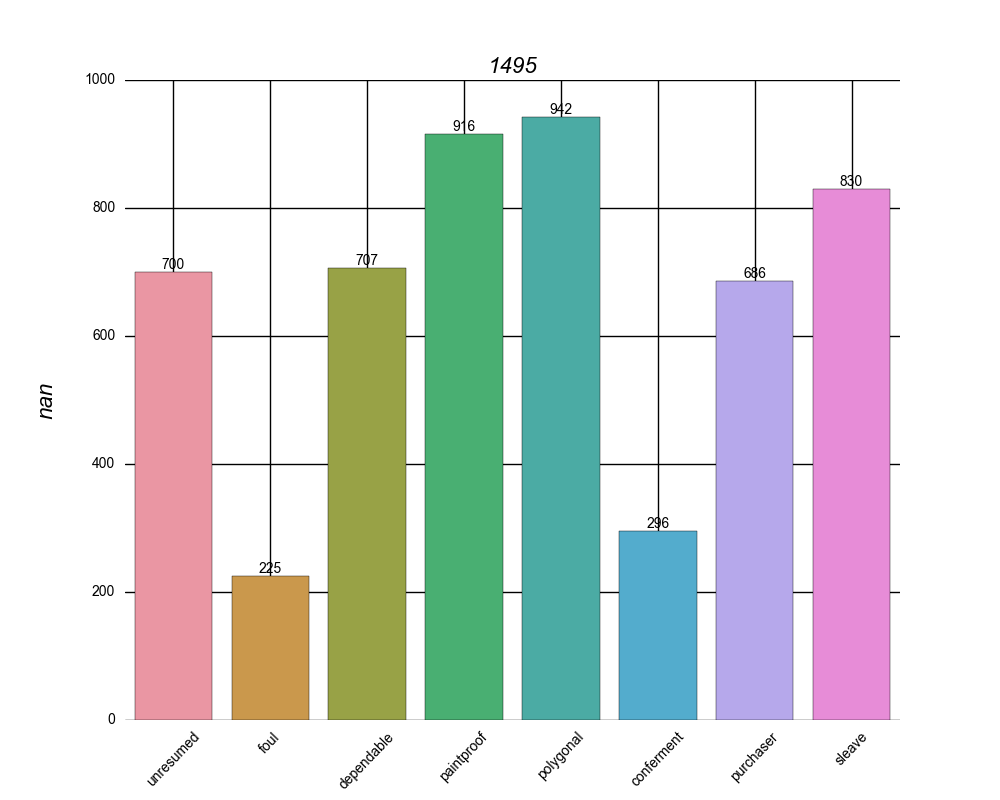 1495
nan
1000
800
600
400
200
0
700
225
707
916
942
296
686
830
unresumed
foul
dependable
paintproof
polygonal
conferment
purchaser
sleave